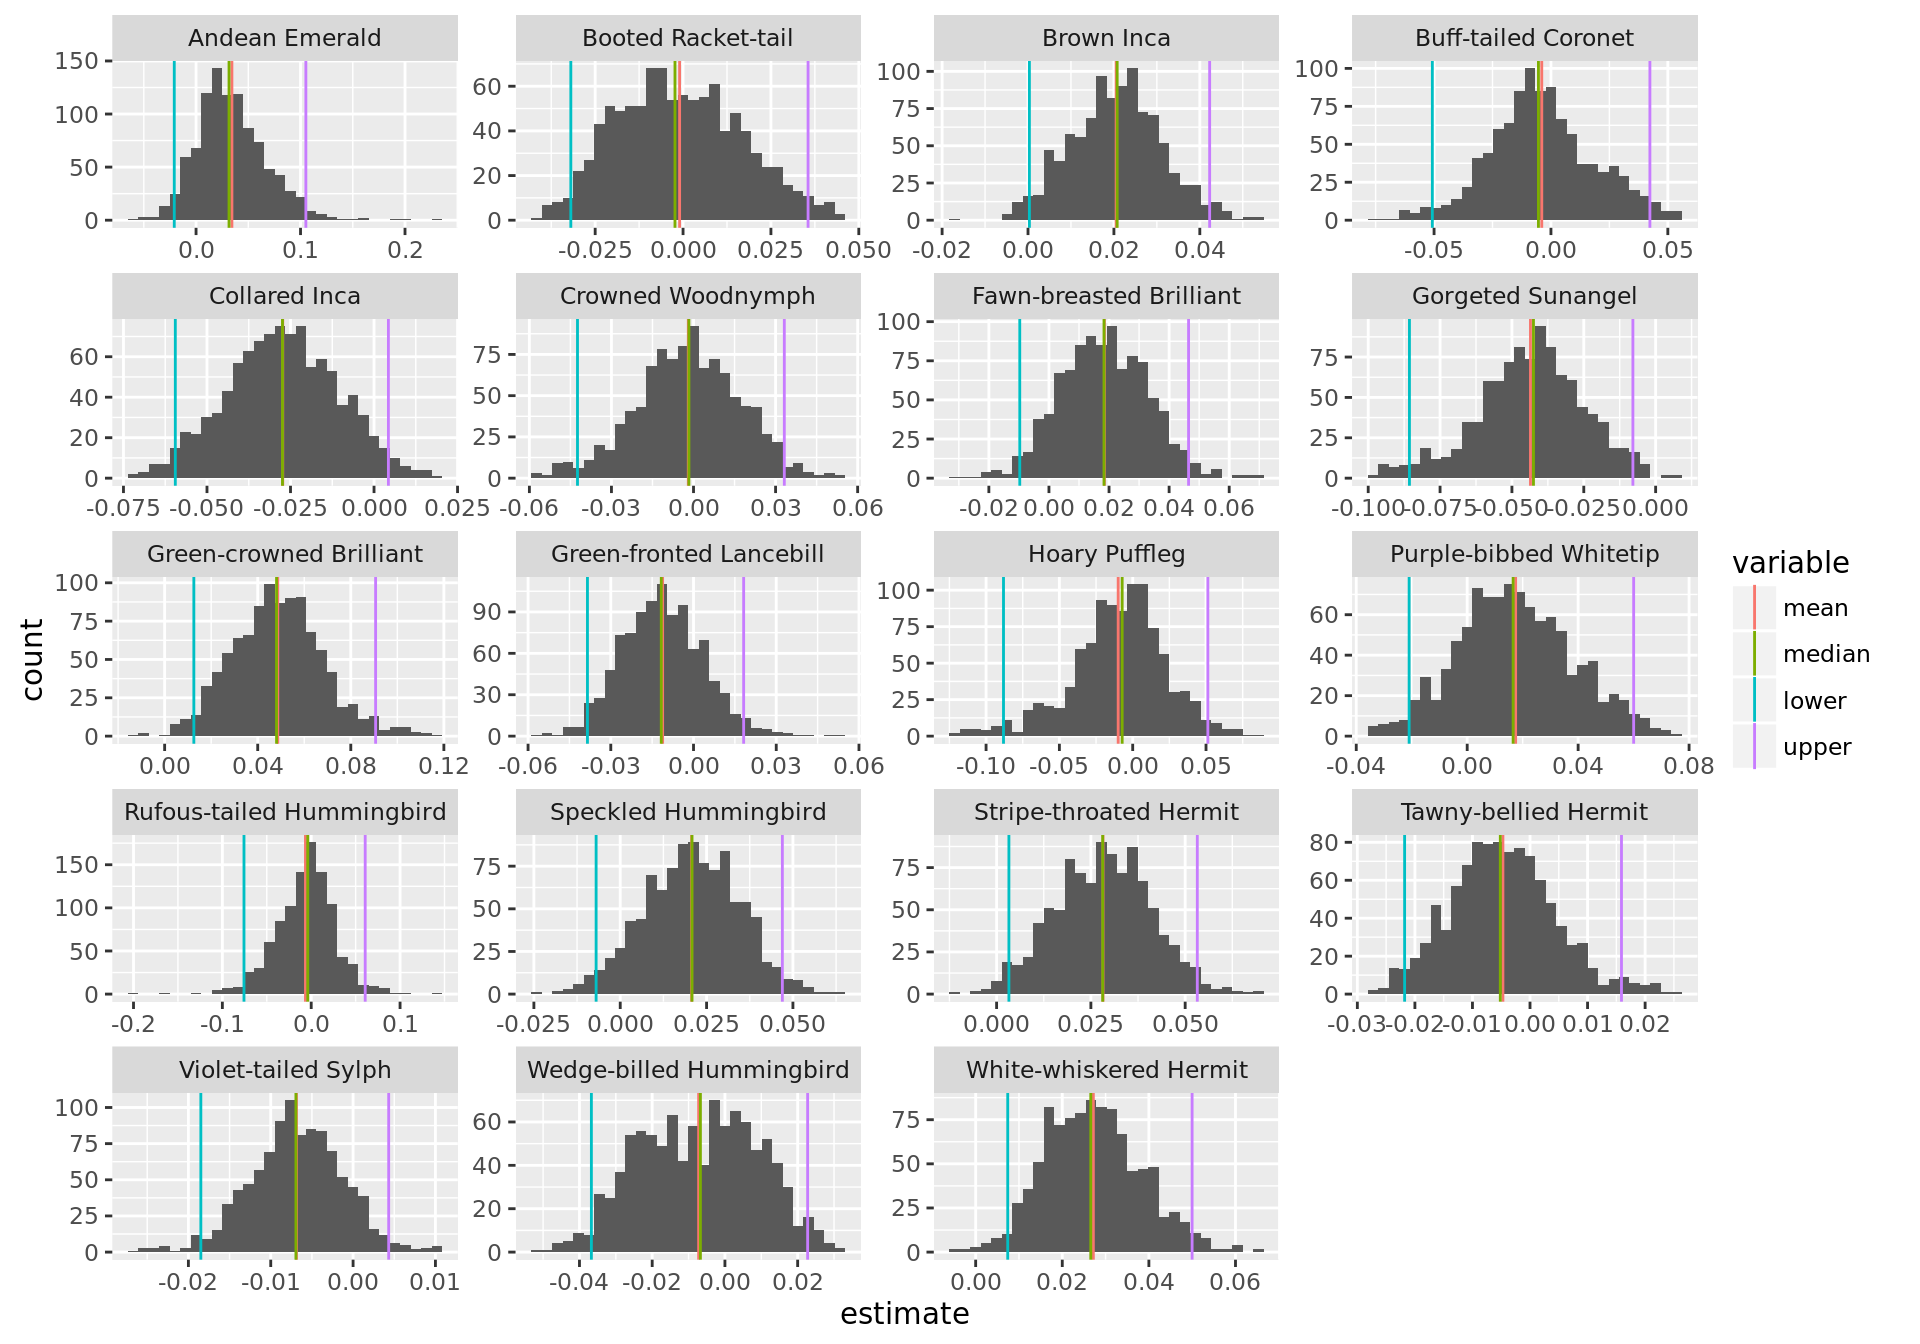 Andean Emerald Booted Racket-tail Brown Inca Buff-tailed Coronet
150 100 50 0
60 40 20 0
100 75 50 25 0
100 75 50 25 0
0.0 0.1 0.2
-0.025 0.000 0.025 0.050
-0.02 0.00 0.02 0.04
-0.05 0.00 0.05
Collared Inca Crowned Woodnymph Fawn-breasted Brilliant Gorgeted Sunangel
60 40 20 0
75 50 25 0
100 75 50 25 0
75 50 25 0
-0.075 -0.050 -0.025 0.000 0.025
-0.06 -0.03 0.00 0.03 0.06
-0.02 0.00 0.02 0.04 0.06
-0.100 -0.075 -0.050 -0.025 0.000
Green-crowned Brilliant Green-fronted Lancebill Hoary Puffleg Purple-bibbed Whitetip
100 75 50 25 0
90 60 30 0
100 75 50 25 0
60 40 20 0
0.00 0.04 0.08 0.12
-0.06 -0.03 0.00 0.03 0.06
-0.10 -0.05 0.00 0.05
-0.04 0.00 0.04 0.08
Rufous-tailed Hummingbird Speckled Hummingbird Stripe-throated Hermit Tawny-bellied Hermit
150 100 50 0
75 50 25 0
75 50 25 0
80 60 40 20 0
-0.2 -0.1 0.0 0.1
-0.025 0.000 0.025 0.050
0.000 0.025 0.050
-0.03 -0.02 -0.01 0.00 0.01 0.02
Violet-tailed Sylph Wedge-billed Hummingbird White-whiskered Hermit
100 75 50 25 0
60 40 20 0
75 50 25 0
-0.02 -0.01 0.00 0.01
-0.04 -0.02 0.00 0.02
0.00 0.02 0.04 0.06
count
estimate
variable
mean
median
lower
upper